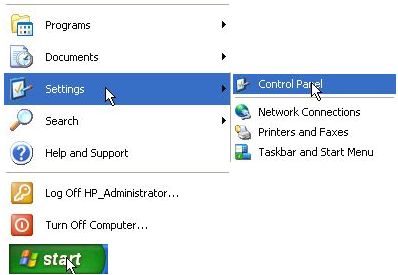 Programs
Documents
Settings
Search
Help and Support
Log Off HP_Administrator...
Turn Off Computer...
start
Control Panel
Network Connections
Printers and Faxes
Taskbar and Start Menu